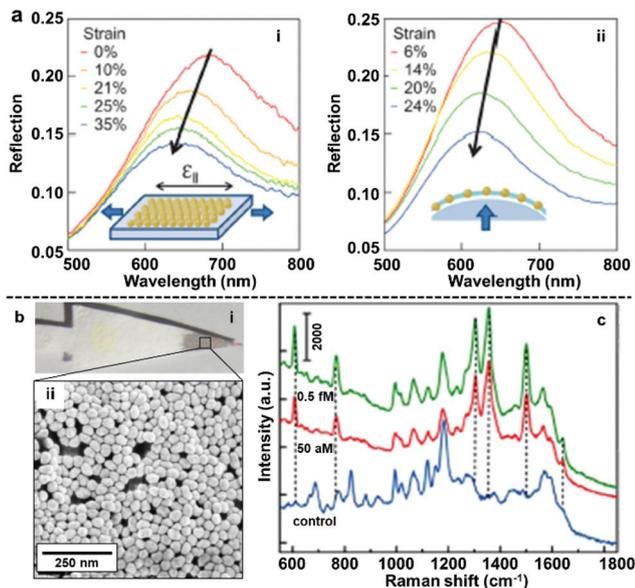 a
Strain
0%
10%
21%
25%
35%
i
ε||
0.25
0.20
0.15
0.10
0.05
Reflection
500 600 700 800
Wavelength (nm)
Strain
6%
14%
20%
24%
ii
0.25
0.20
0.15
0.10
0.05
Reflection
500 600 700 800
Wavelength (nm)
b
i
ii
250 nm
c
2000
0.5 fM
50 aM
control
Intensity (a.u.)
600 800 1000 1200 1400 1600 1800
Raman shift (cm⁻¹)